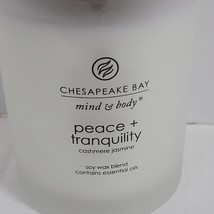 CHESAPEAKE BAY
mind & body®
peace +
tranquility
cashmere jasmine
soy wax blend
contains essential oils